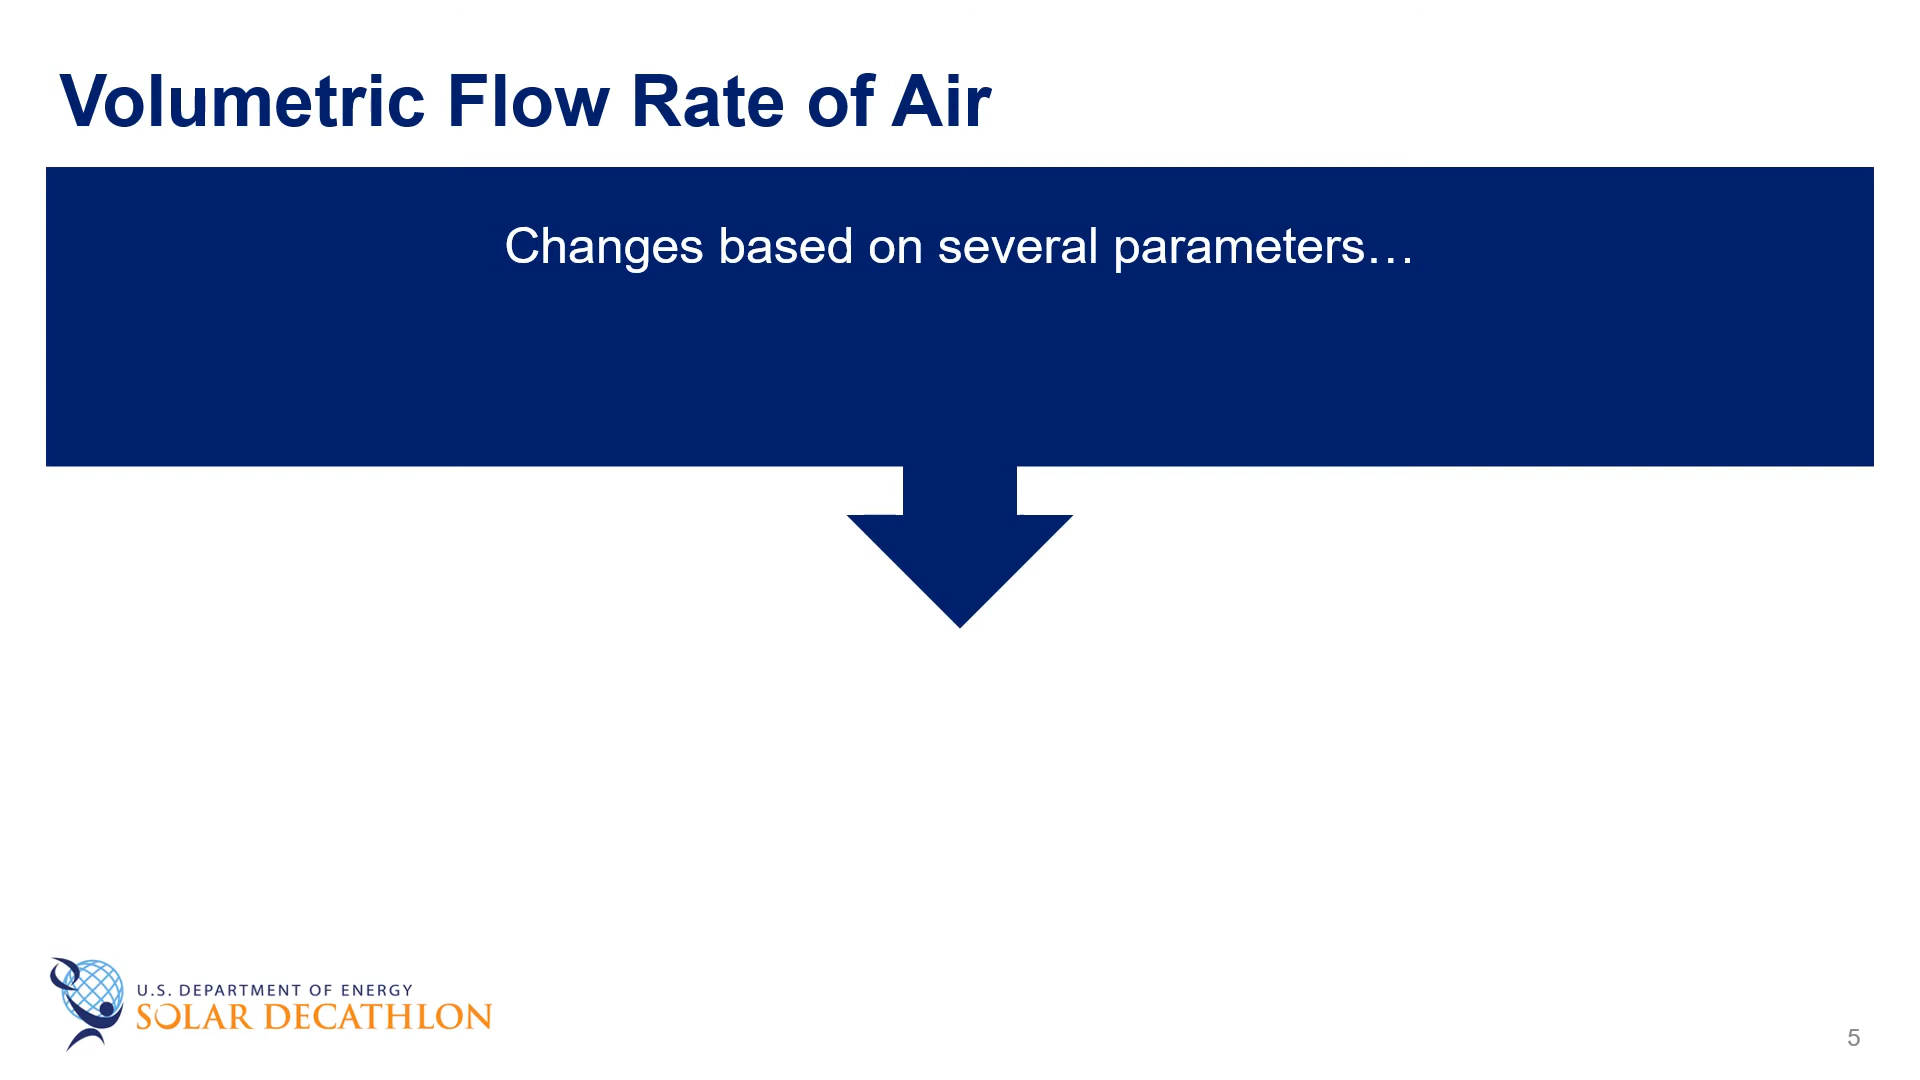 Volumetric Flow Rate of Air
Changes based on several parameters…
U.S. DEPARTMENT OF ENERGY
SOLAR DECATHLON
5